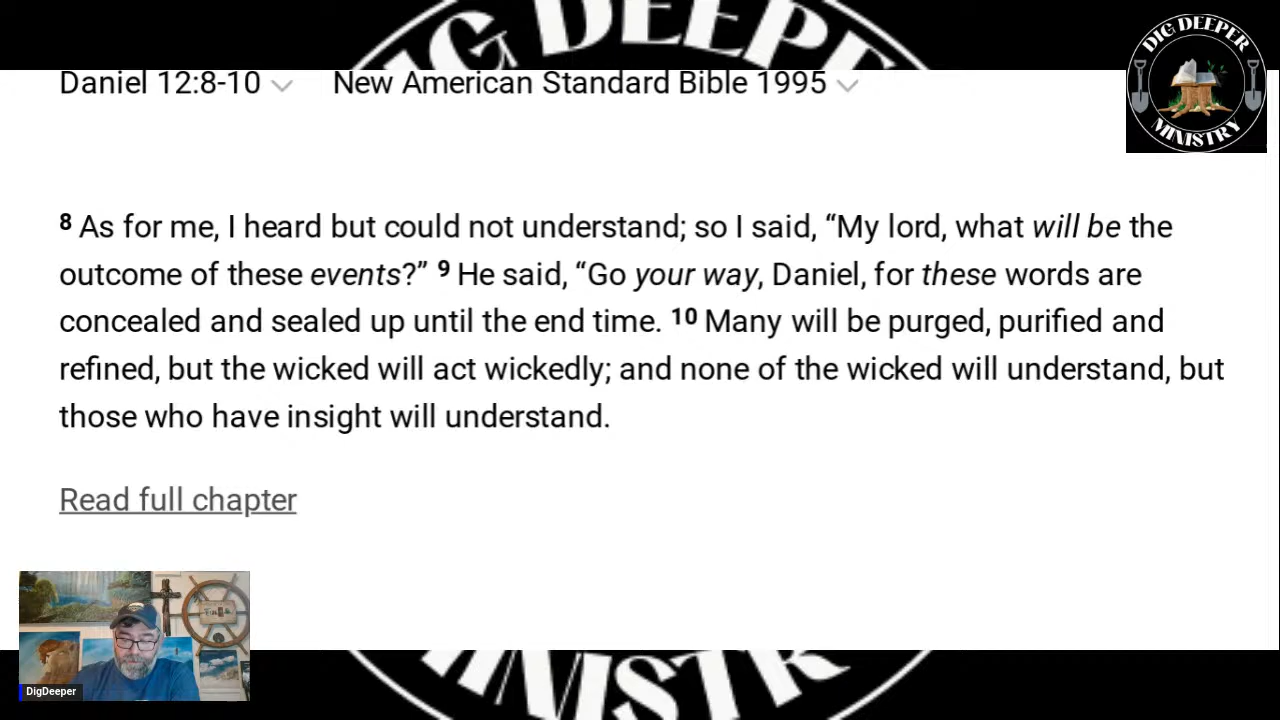 DIG DEEPER
DIG DEEPER
MINISTRY
Daniel 12:8-10 New American Standard Bible 1995
8 As for me, I heard but could not understand; so I said, “My lord, what will be the
outcome of these events?” 9 He said, “Go your way, Daniel, for these words are
concealed and sealed up until the end time. 10 Many will be purged, purified and
refined, but the wicked will act wickedly; and none of the wicked will understand, but
those who have insight will understand.
Read full chapter
DigDeeper
MINISTR